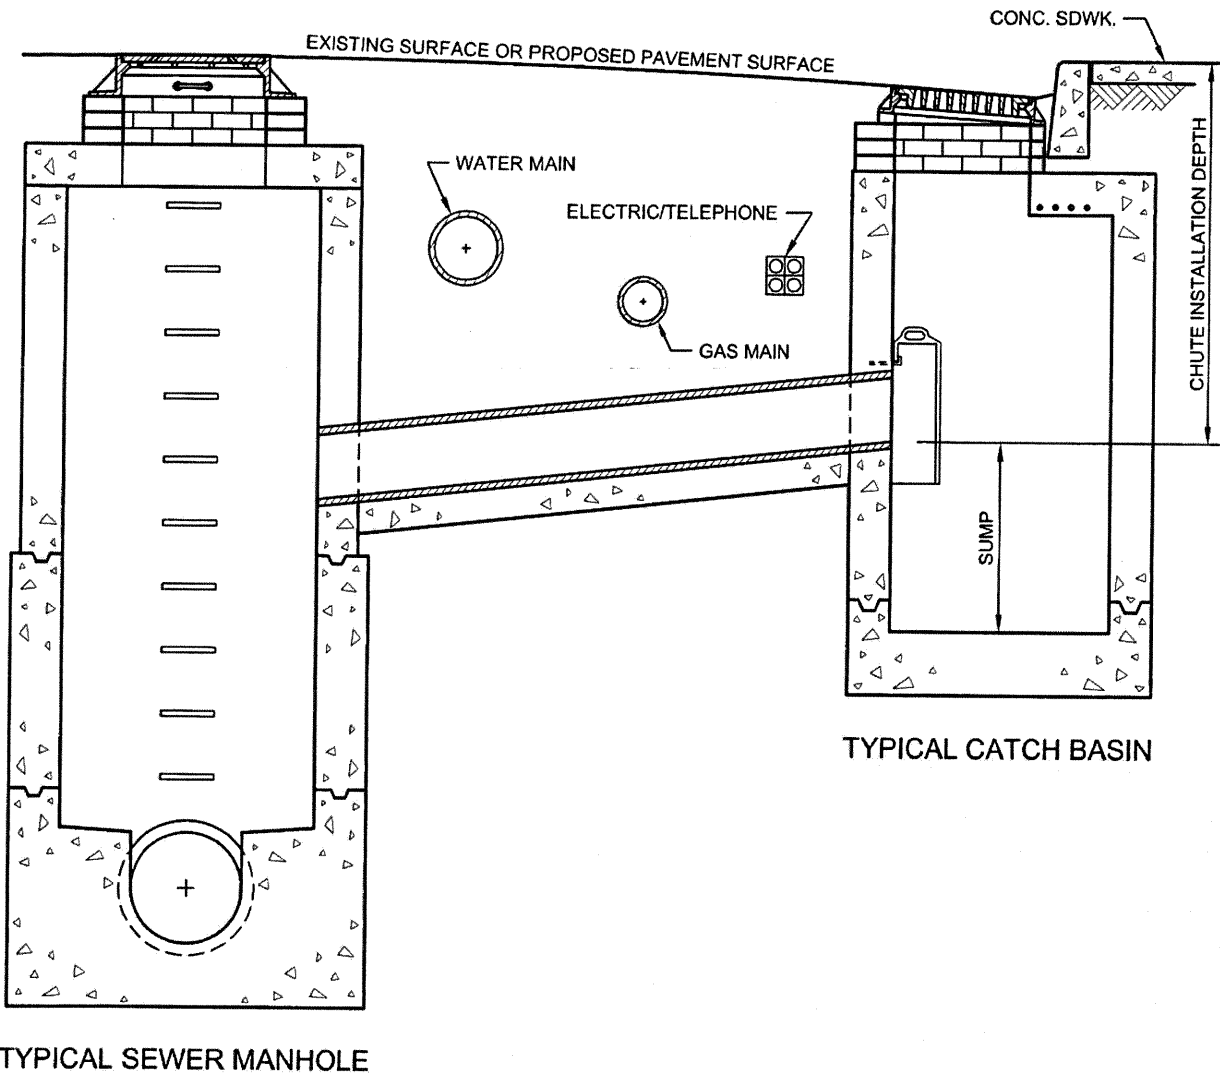 CONC. SDWK.
EXISTING SURFACE OR PROPOSED PAVEMENT SURFACE
WATER MAIN
ELECTRIC/TELEPHONE
GAS MAIN
CHUTE INSTALLATION DEPTH
SUMP
TYPICAL CATCH BASIN
TYPICAL SEWER MANHOLE